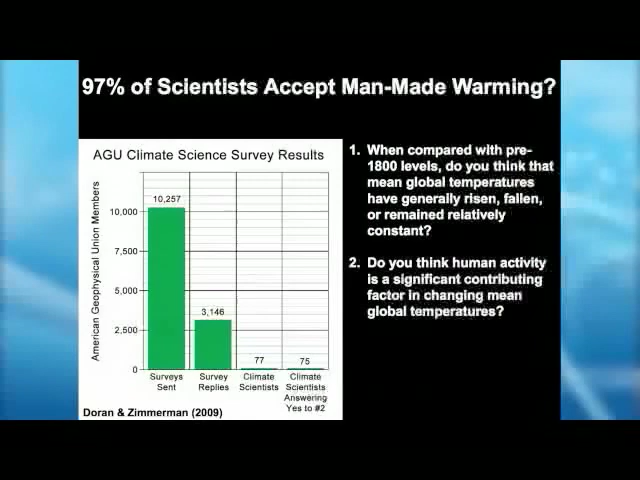 97% of Scientists Accept Man-Made Warming?
AGU Climate Science Survey Results
American Geophysical Union Members
10,000
7,500
5,000
2,500
0
10,257
3,146
77
75
Surveys
Sent
Survey
Replies
Climate
Scientists
Climate
Scientists
Answering
Yes to #2
Doran & Zimmerman (2009)
1. When compared with pre-
1800 levels, do you think that
mean global temperatures
have generally risen, fallen,
or remained relatively
constant?
2. Do you think human activity
is a significant contributing
factor in changing mean
global temperatures?